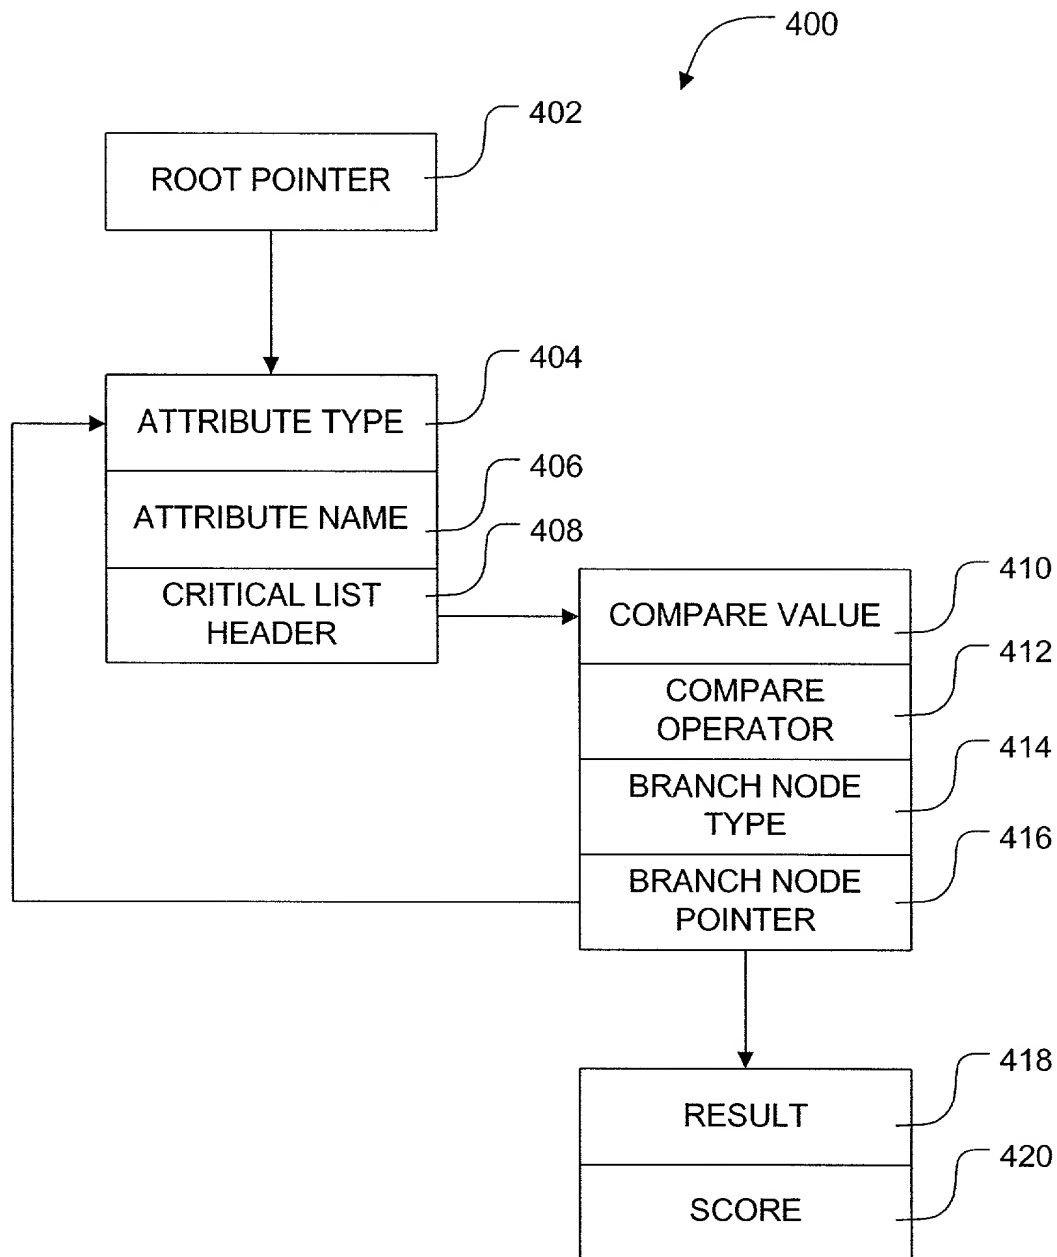 400
402
ROOT POINTER
404
ATTRIBUTE TYPE
406
ATTRIBUTE NAME
408
CRITICAL LIST
HEADER
410
COMPARE VALUE
412
COMPARE
OPERATOR
414
BRANCH NODE
TYPE
416
BRANCH NODE
POINTER
418
RESULT
420
SCORE